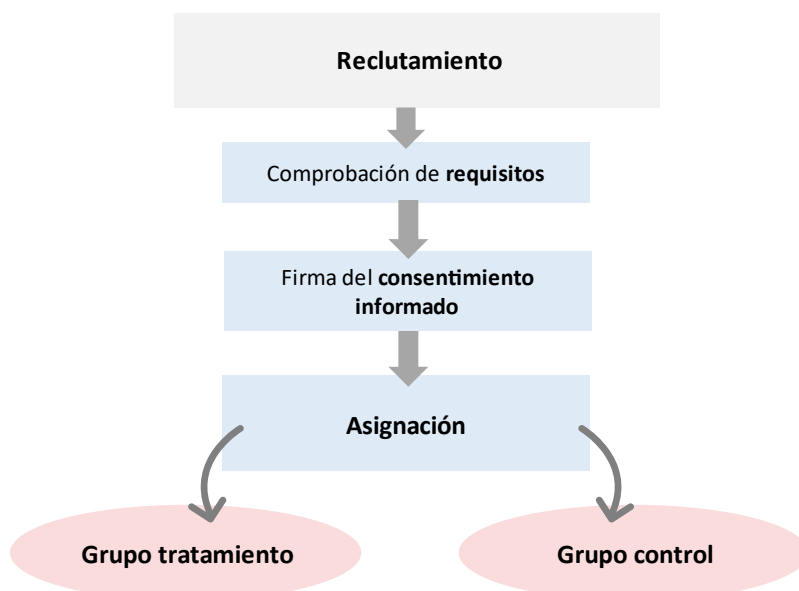 Reclutamiento
Comprobación de requisitos
Firma del consentimiento
informado
Asignación
Grupo tratamiento
Grupo control